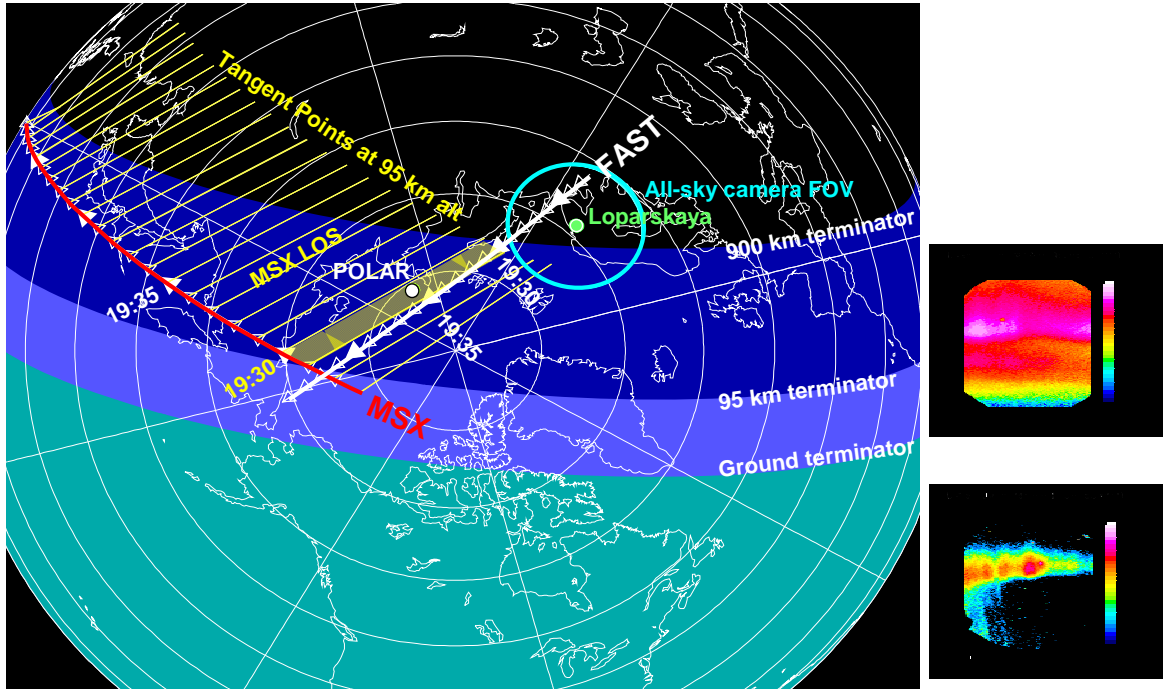 Tangent Points at 95 km alt
FAST
All-sky camera FOV
Loparskaya
900 km terminator
MSX LOS
POLAR
19:30
19:35
19:35
19:30
MSX
95 km terminator
Ground terminator